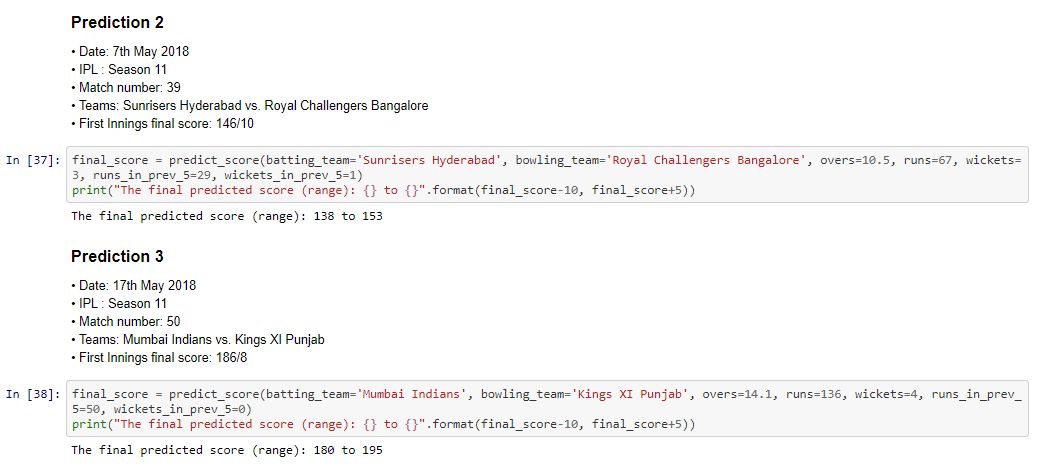 Prediction 2
• Date: 7th May 2018
• IPL : Season 11
• Match number: 39
• Teams: Sunrisers Hyderabad vs. Royal Challengers Bangalore
• First Innings final score: 146/10
In [37]: final_score = predict_score(batting_team='Sunrisers Hyderabad', bowling_team='Royal Challengers Bangalore', overs=10.5, runs=67, wickets=
3, runs_in_prev_5=29, wickets_in_prev_5=1)
print("The final predicted score (range): {} to {}".format(final_score-10, final_score+5))
The final predicted score (range): 138 to 153
Prediction 3
• Date: 17th May 2018
• IPL : Season 11
• Match number: 50
• Teams: Mumbai Indians vs. Kings XI Punjab
• First Innings final score: 186/8
In [38]: final_score = predict_score(batting_team='Mumbai Indians', bowling_team='Kings XI Punjab', overs=14.1, runs=136, wickets=4, runs_in_prev_
5=50, wickets_in_prev_5=0)
print("The final predicted score (range): {} to {}".format(final_score-10, final_score+5))
The final predicted score (range): 180 to 195